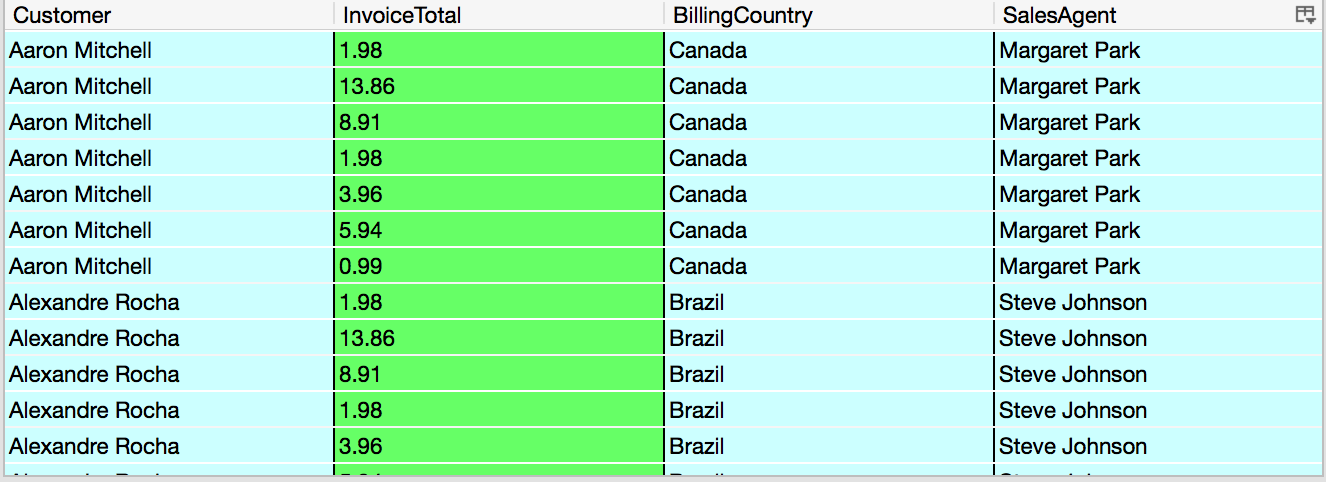 Customer InvoiceTotal BillingCountry SalesAgent
Aaron Mitchell 1.98 Canada Margaret Park
Aaron Mitchell 13.86 Canada Margaret Park
Aaron Mitchell 8.91 Canada Margaret Park
Aaron Mitchell 1.98 Canada Margaret Park
Aaron Mitchell 3.96 Canada Margaret Park
Aaron Mitchell 5.94 Canada Margaret Park
Aaron Mitchell 0.99 Canada Margaret Park
Alexandre Rocha 1.98 Brazil Steve Johnson
Alexandre Rocha 13.86 Brazil Steve Johnson
Alexandre Rocha 8.91 Brazil Steve Johnson
Alexandre Rocha 1.98 Brazil Steve Johnson
Alexandre Rocha 3.96 Brazil Steve Johnson